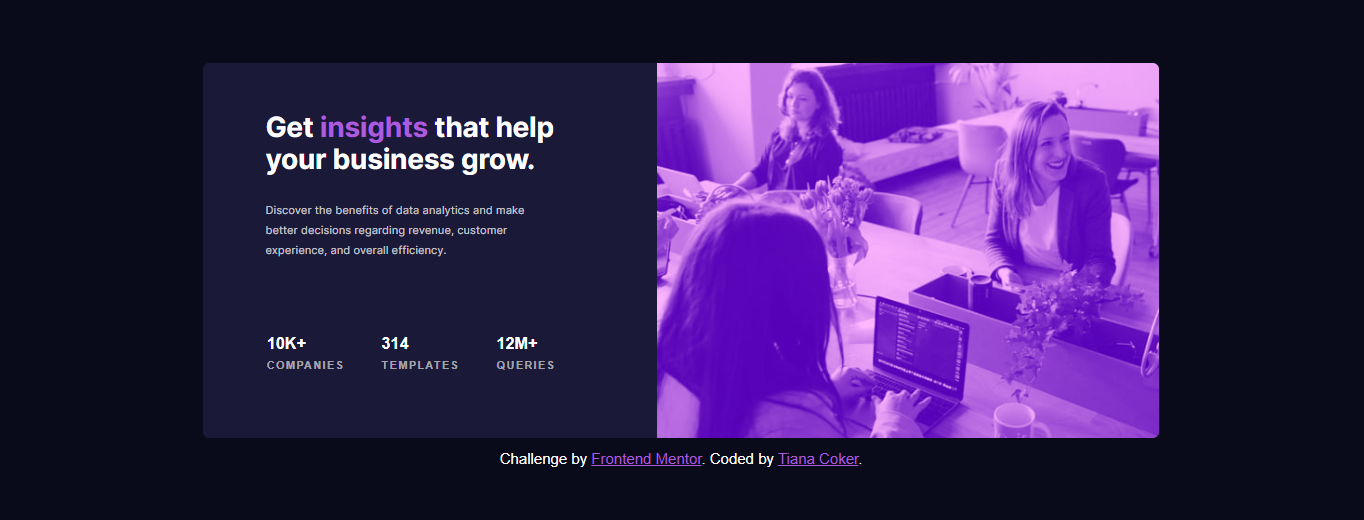 Get insights that help
your business grow.
Discover the benefits of data analytics and make
better decisions regarding revenue, customer
experience, and overall efficiency.
10K+ 314 12M+
COMPANIES TEMPLATES QUERIES
Challenge by Frontend Mentor. Coded by Tiana Coker.